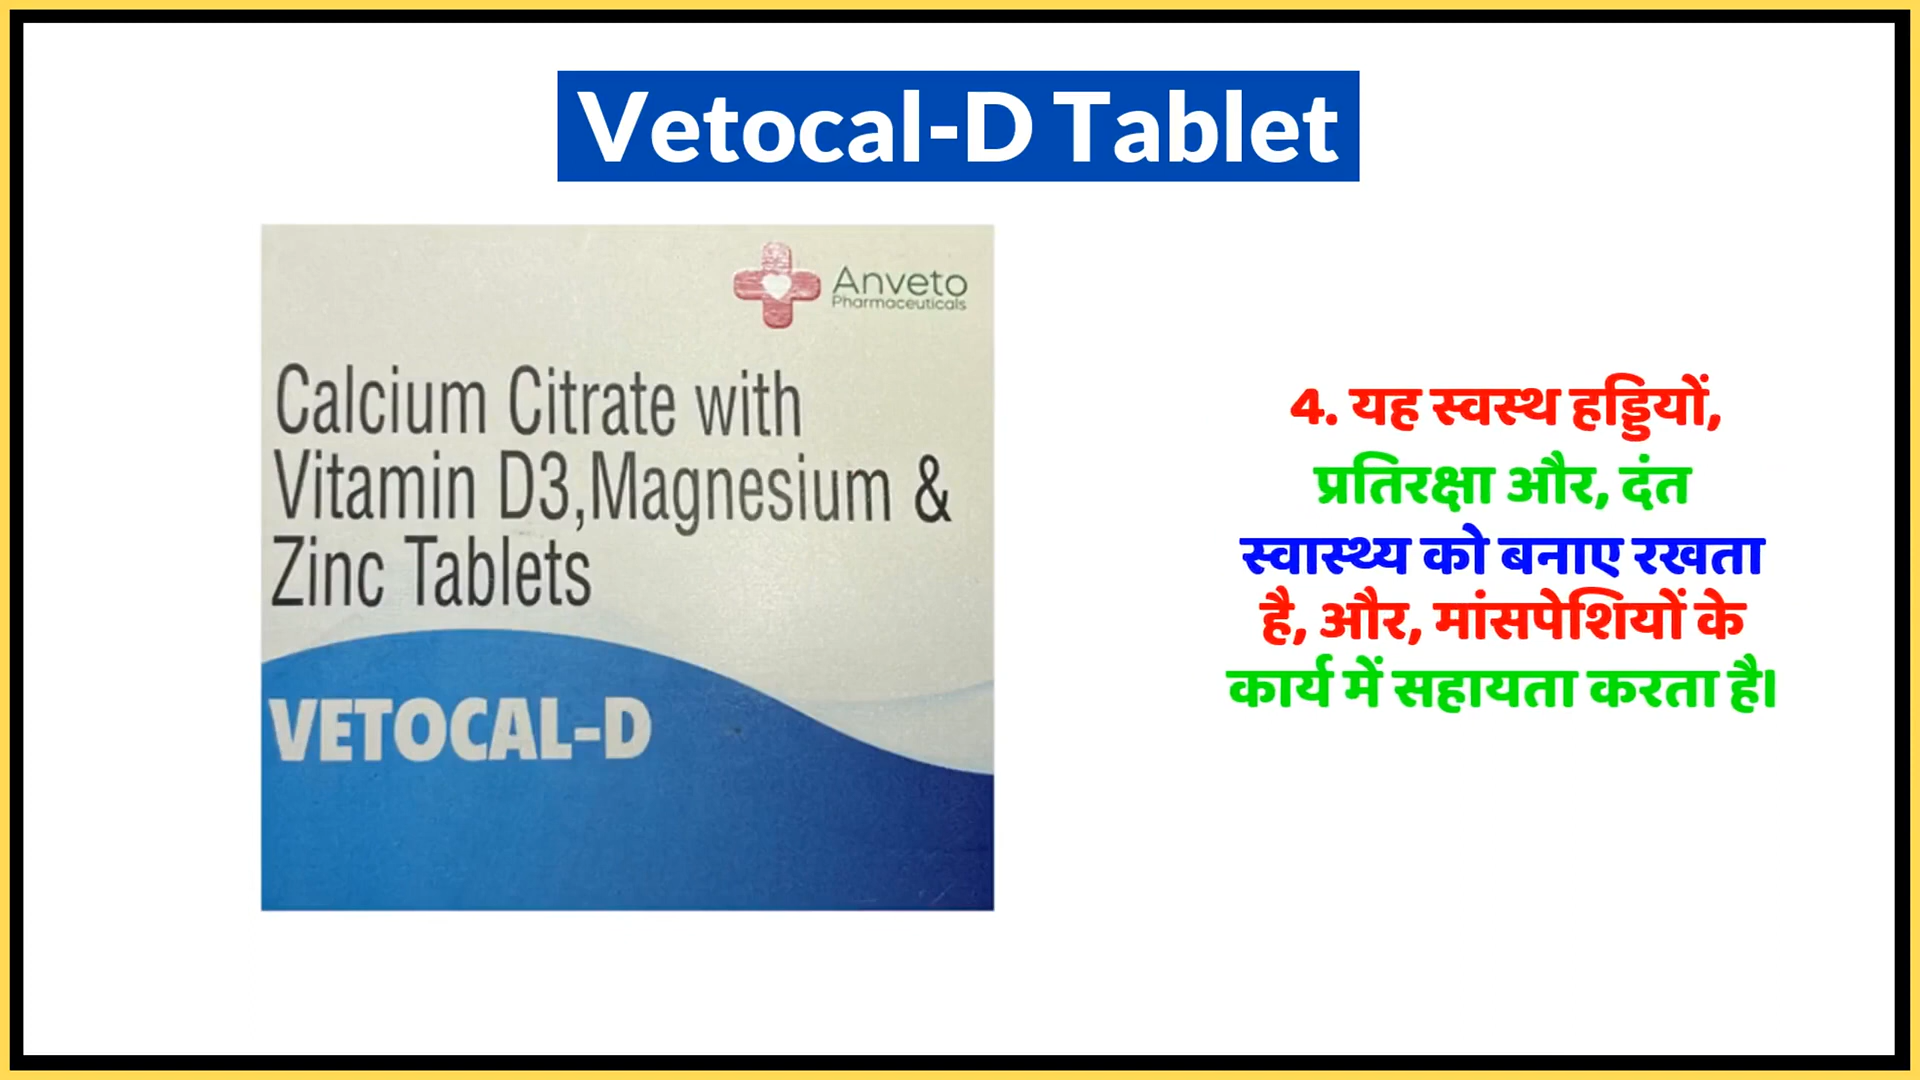 Vetocal-D Tablet
Anveto
Pharmaceuticals
Calcium Citrate with
Vitamin D3,Magnesium &
Zinc Tablets
VETOCAL-D
4. यह स्वस्थ हड्डियों,
प्रतिरक्षा और, दंत
स्वास्थ्य को बनाए रखता
है, और, मांसपेशियों के
कार्य में सहायता करता है।